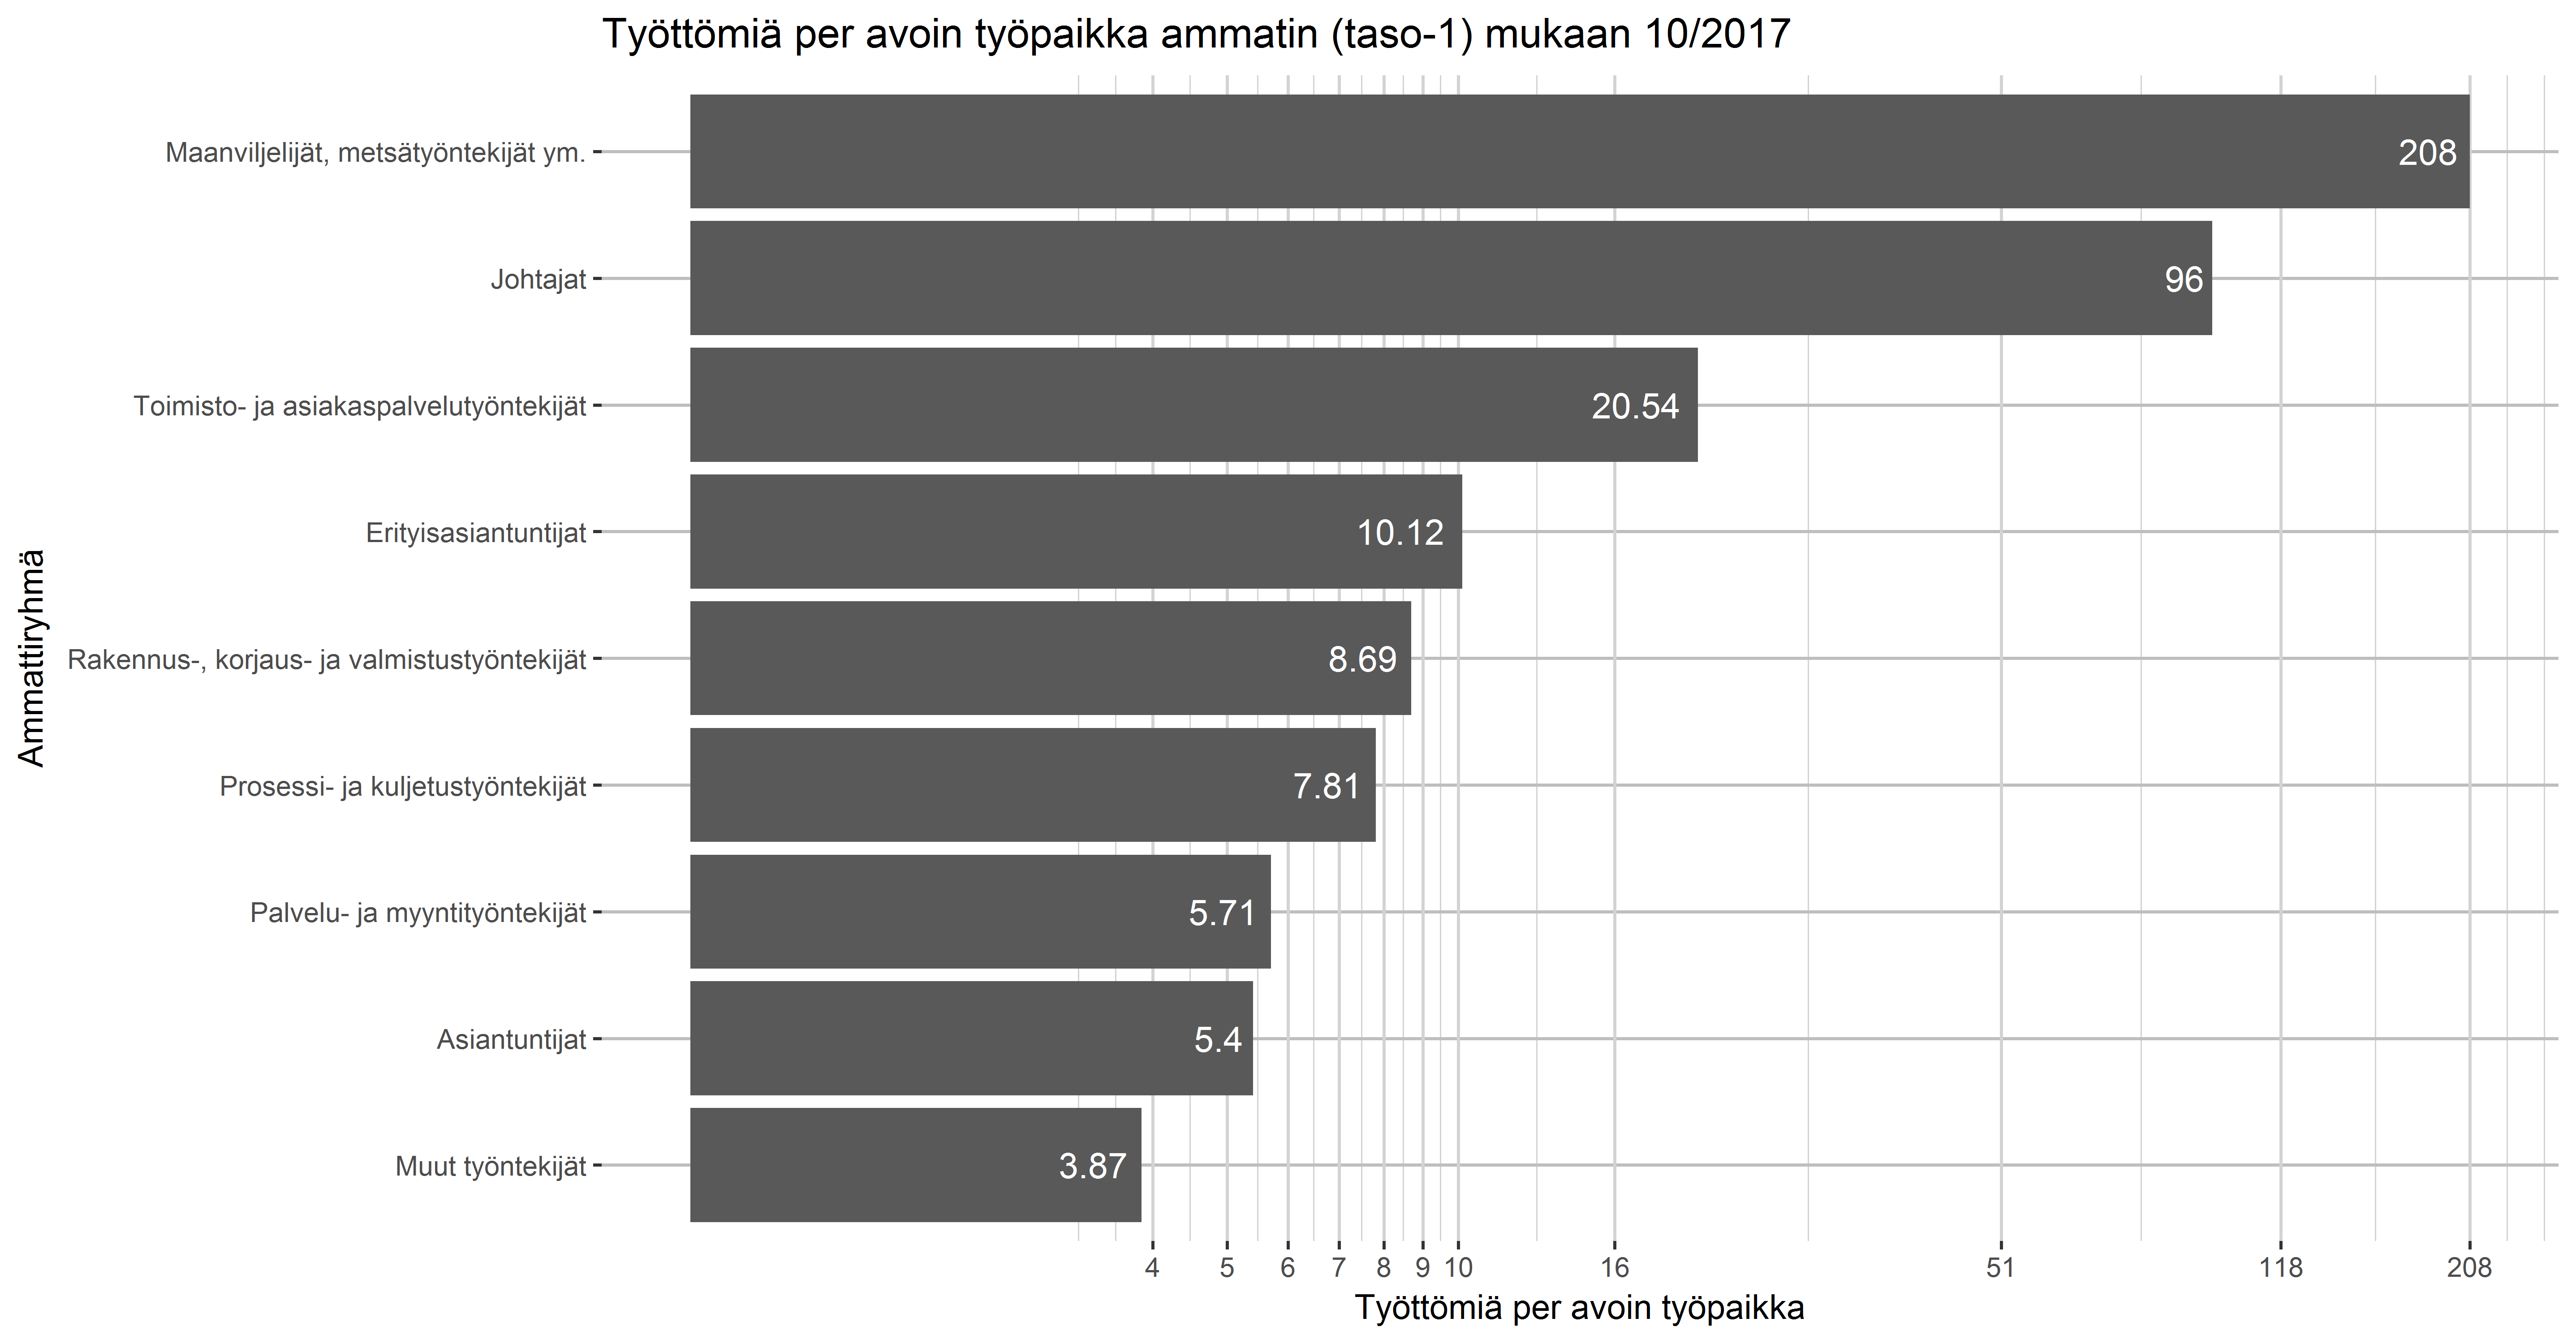 Työttömiä per avoin työpaikka ammatin (taso-1) mukaan 10/2017
Ammattiryhmä
Maanviljelijät, metsätyöntekijät ym.
208
Johtajat
96
Toimisto- ja asiakaspalvelutyöntekijät
20.54
Erityisasiantuntijat
10.12
Rakennus-, korjaus- ja valmistustyöntekijät
8.69
Prosessi- ja kuljetustyöntekijät
7.81
Palvelu- ja myyntityöntekijät
5.71
Asiantuntijat
5.4
Muut työntekijät
3.87
4 5 6 7 8 9 10 16 51 118 208
Työttömiä per avoin työpaikka